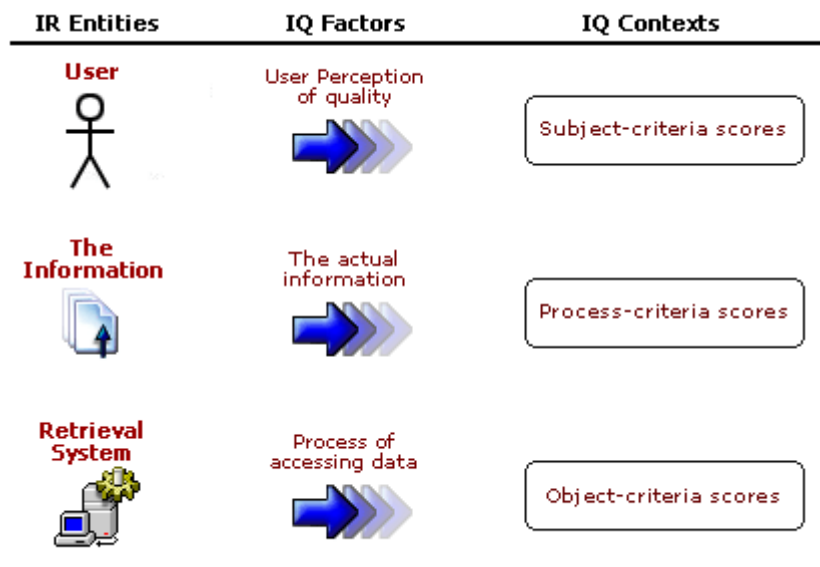 IR Entities IQ Factors IQ Contexts
User
User Perception
of quality
Subject-criteria scores
The
Information
The actual
information
Process-criteria scores
Retrieval
System
Process of
accessing data
Object-criteria scores